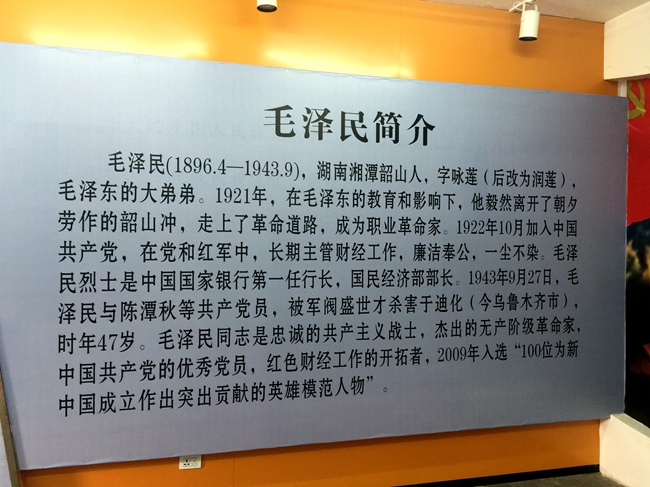 毛泽民简介
毛泽民(1896.4—1943.9)，湖南湘潭韶山人，字咏莲（后改为润莲），
毛泽东的大弟弟。1921年，在毛泽东的教育和影响下，他毅然离开了朝夕
劳作的韶山冲，走上了革命道路，成为职业革命家。1922年10月加入中国
共产党，在党和红军中，长期主管财经工作，廉洁奉公，一尘不染。毛泽
民烈士是中国国家银行第一任行长，国民经济部部长。1943年9月27日，毛
泽民与陈潭秋等共产党员，被军阀盛世才杀害于迪化（今乌鲁木齐市），
时年47岁。毛泽民同志是忠诚的共产主义战士，杰出的无产阶级革命家，
中国共产党的优秀党员，红色财经工作的开拓者，2009年入选“100位为新
中国成立作出突出贡献的英雄模范人物”。